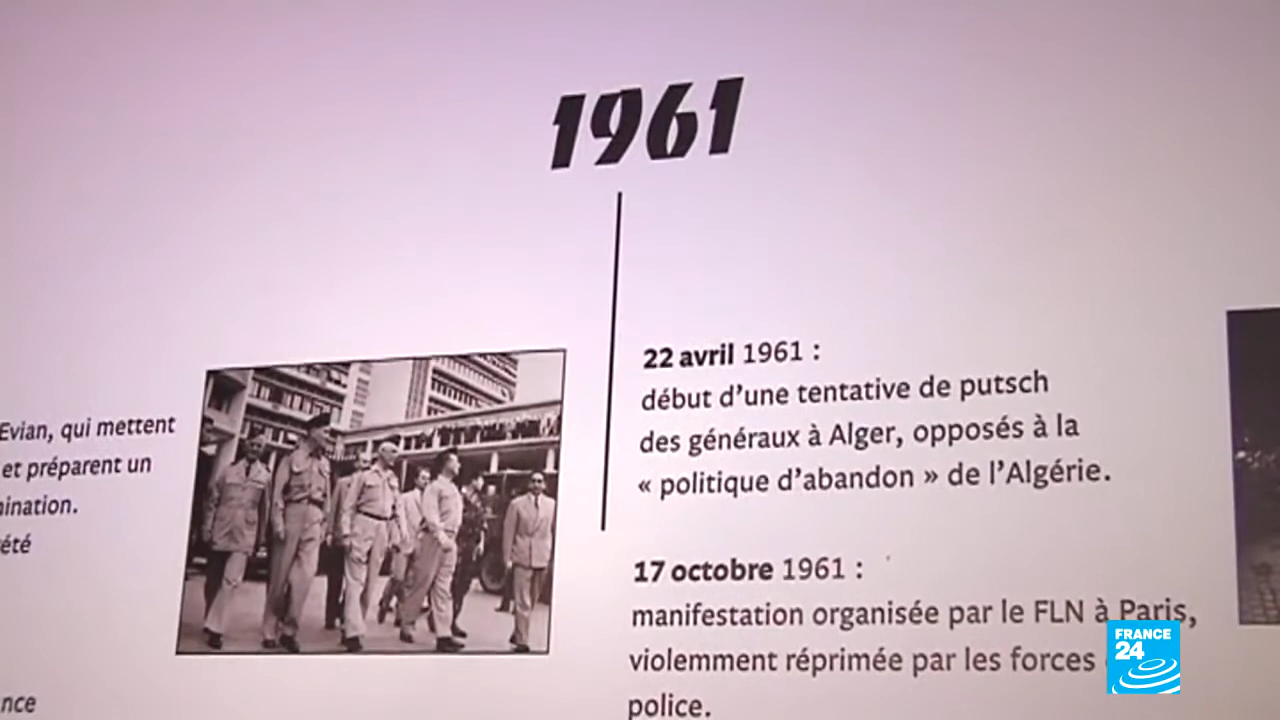 1961
Evian, qui mettent
et préparent un
mination.
été
nce
22 avril 1961 :
début d’une tentative de putsch
des généraux à Alger, opposés à la
« politique d’abandon » de l’Algérie.
17 octobre 1961 :
manifestation organisée par le FLN à Paris,
violemment réprimée par les forces
police.
FRANCE
24